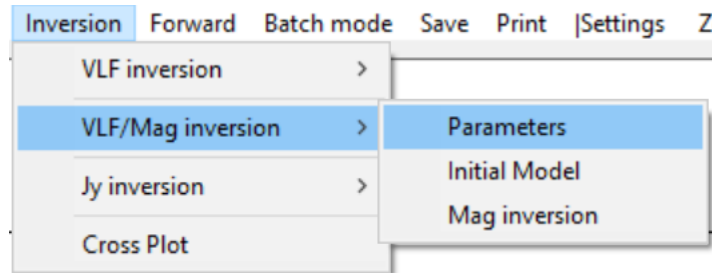 Inversion Forward Batch mode Save Print |Settings Z
VLF inversion >
VLF/Mag inversion >
Parameters
Initial Model
Mag inversion
Jy inversion >
Cross Plot